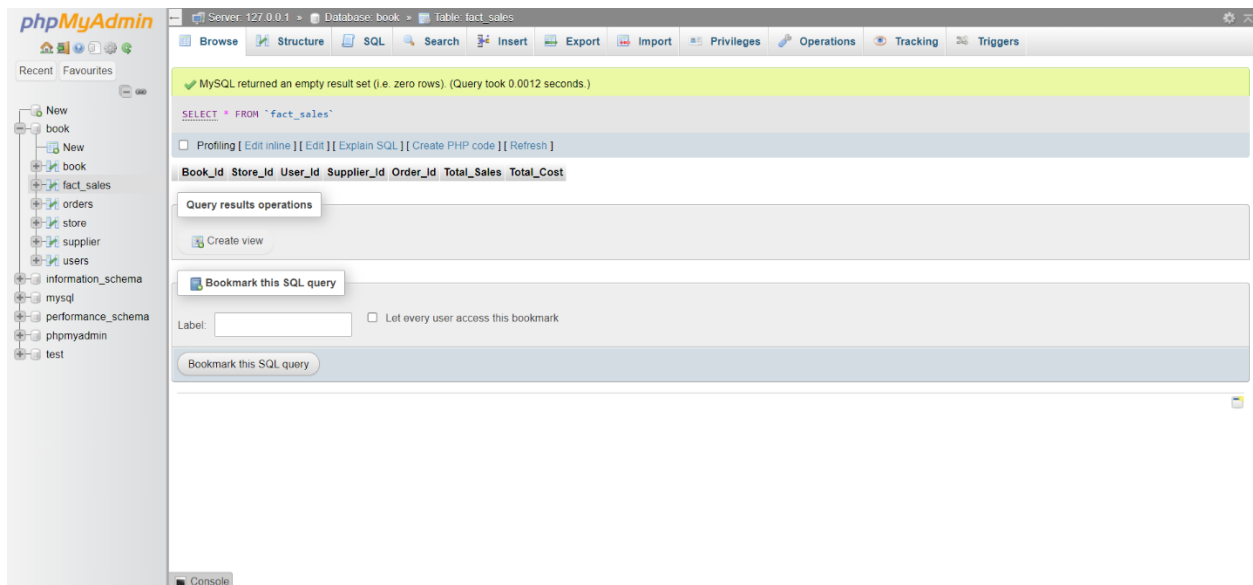 phpMyAdmin
Recent Favourites
New
book
New
book
fact_sales
orders
store
supplier
users
information_schema
mysql
performance_schema
phpmyadmin
test
Server: 127.0.0.1 » Database: book » Table: fact_sales
Browse Structure SQL Search Insert Export Import Privileges Operations Tracking Triggers
MySQL returned an empty result set (i.e. zero rows). (Query took 0.0012 seconds.)
SELECT * FROM `fact_sales`
Profiling [ Edit inline ] [ Edit ] [ Explain SQL ] [ Create PHP code ] [ Refresh ]
Book_Id Store_Id User_Id Supplier_Id Order_Id Total_Sales Total_Cost
Query results operations
Create view
Bookmark this SQL query
Label: Let every user access this bookmark
Bookmark this SQL query
Console